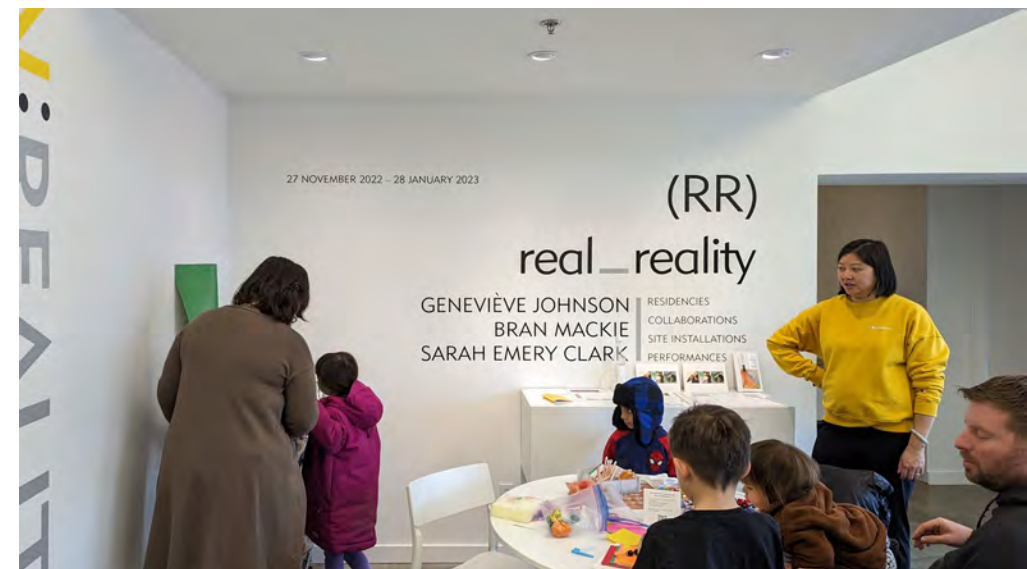 :REALIT
27 NOVEMBER 2022 – 28 JANUARY 2023
(RR)
real_reality
GENEVIÈVE JOHNSON
BRAN MACKIE
SARAH EMERY CLARK
RESIDENCIES
COLLABORATIONS
SITE INSTALLATIONS
PERFORMANCES